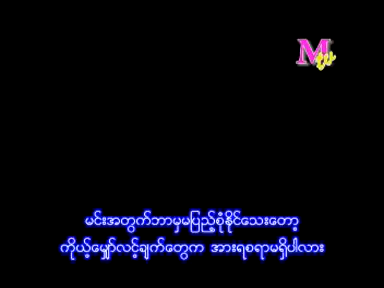 မင်းအတွက်ဘာမှမပြည့်စုံနိုင်သေးတော့
ကိုယ့်မျှော်လင့်ချက်တွေက အားရစရာမရှိပါလား